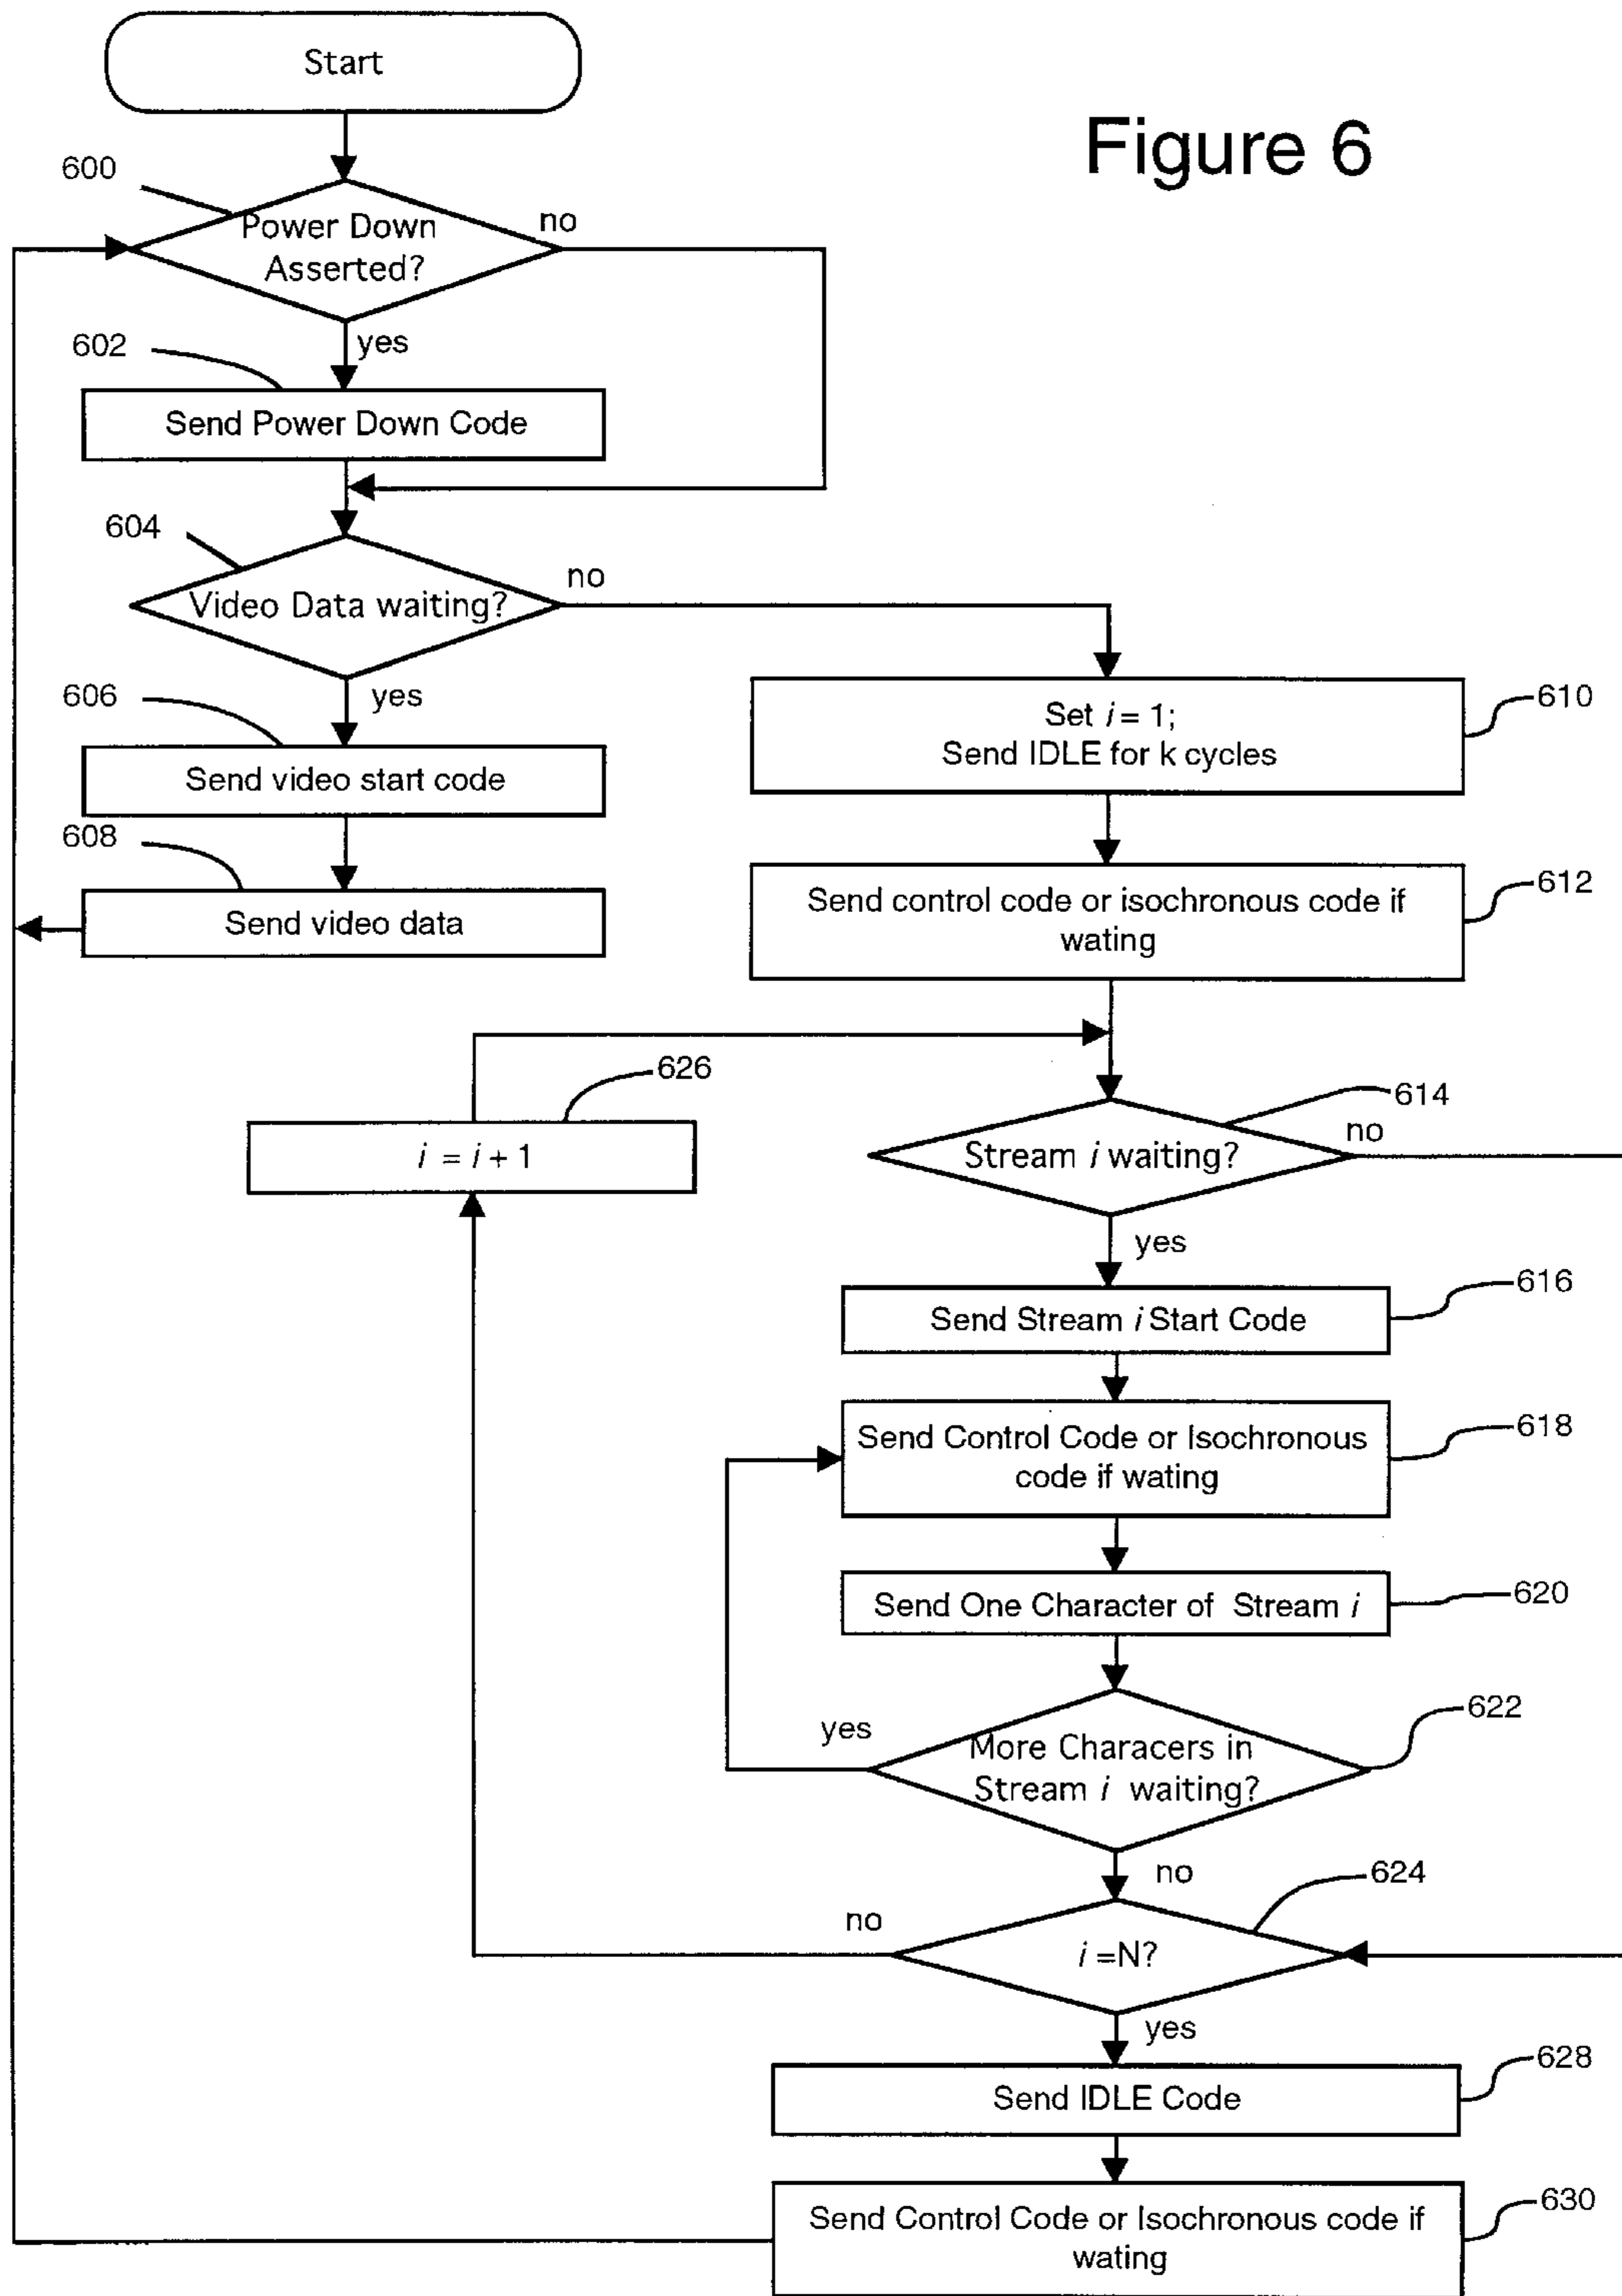 Start
Figure 6
600
Power Down
Asserted?
no
yes
602
Send Power Down Code
604
Video Data waiting?
no
yes
606
Send video start code
608
Send video data
610
Set i = 1;
Send IDLE for k cycles
612
Send control code or isochronous code if
wating
626
i = i + 1
614
Stream i waiting?
no
yes
616
Send Stream i Start Code
618
Send Control Code or Isochronous
code if wating
620
Send One Character of Stream i
622
yes
More Characers in
Stream i waiting?
no
624
no
i =N?
yes
628
Send IDLE Code
630
Send Control Code or Isochronous code if
wating